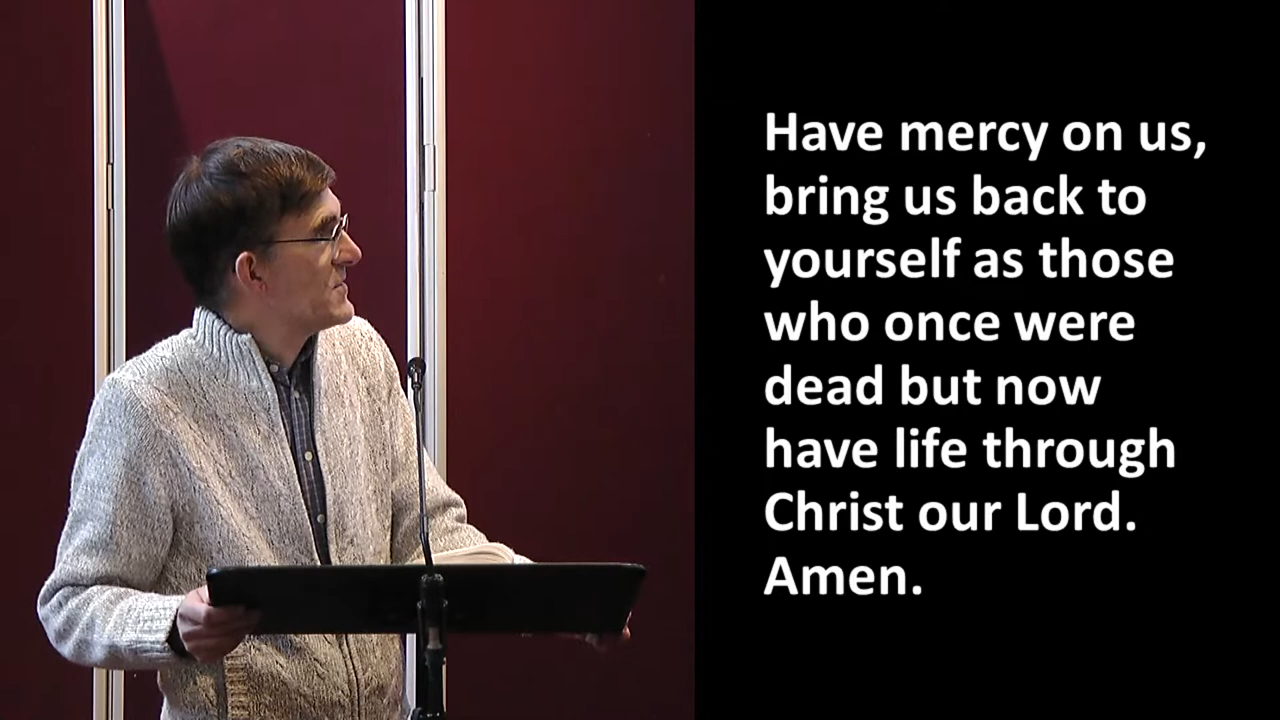 Have mercy on us,
bring us back to
yourself as those
who once were
dead but now
have life through
Christ our Lord.
Amen.